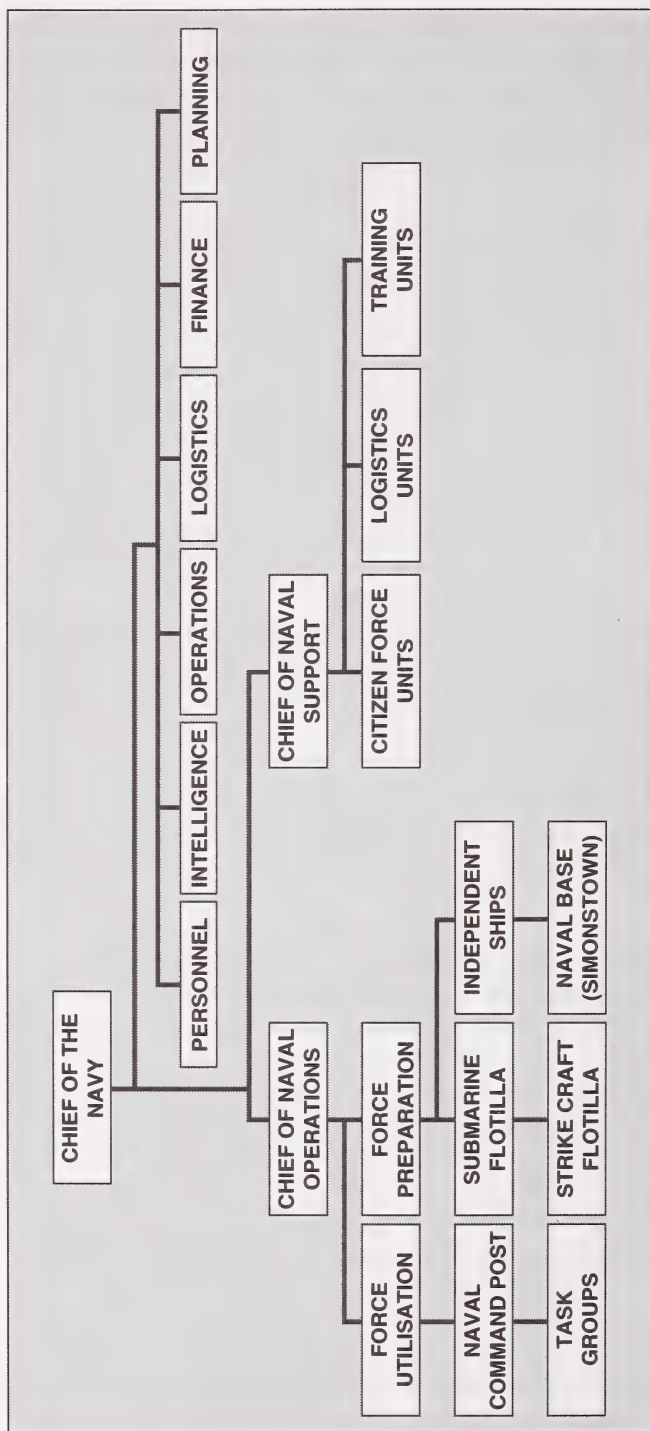 CHIEF OF THE
NAVY
PERSONNEL
INTELLIGENCE
OPERATIONS
LOGISTICS
FINANCE
PLANNING
CHIEF OF NAVAL
OPERATIONS
CHIEF OF NAVAL
SUPPORT
FORCE
UTILISATION
FORCE
PREPARATION
CITIZEN FORCE
UNITS
LOGISTICS
UNITS
TRAINING
UNITS
NAVAL
COMMAND POST
SUBMARINE
FLOTILLA
INDEPENDENT
SHIPS
TASK
GROUPS
STRIKE CRAFT
FLOTILLA
NAVAL BASE
(SIMONSTOWN)